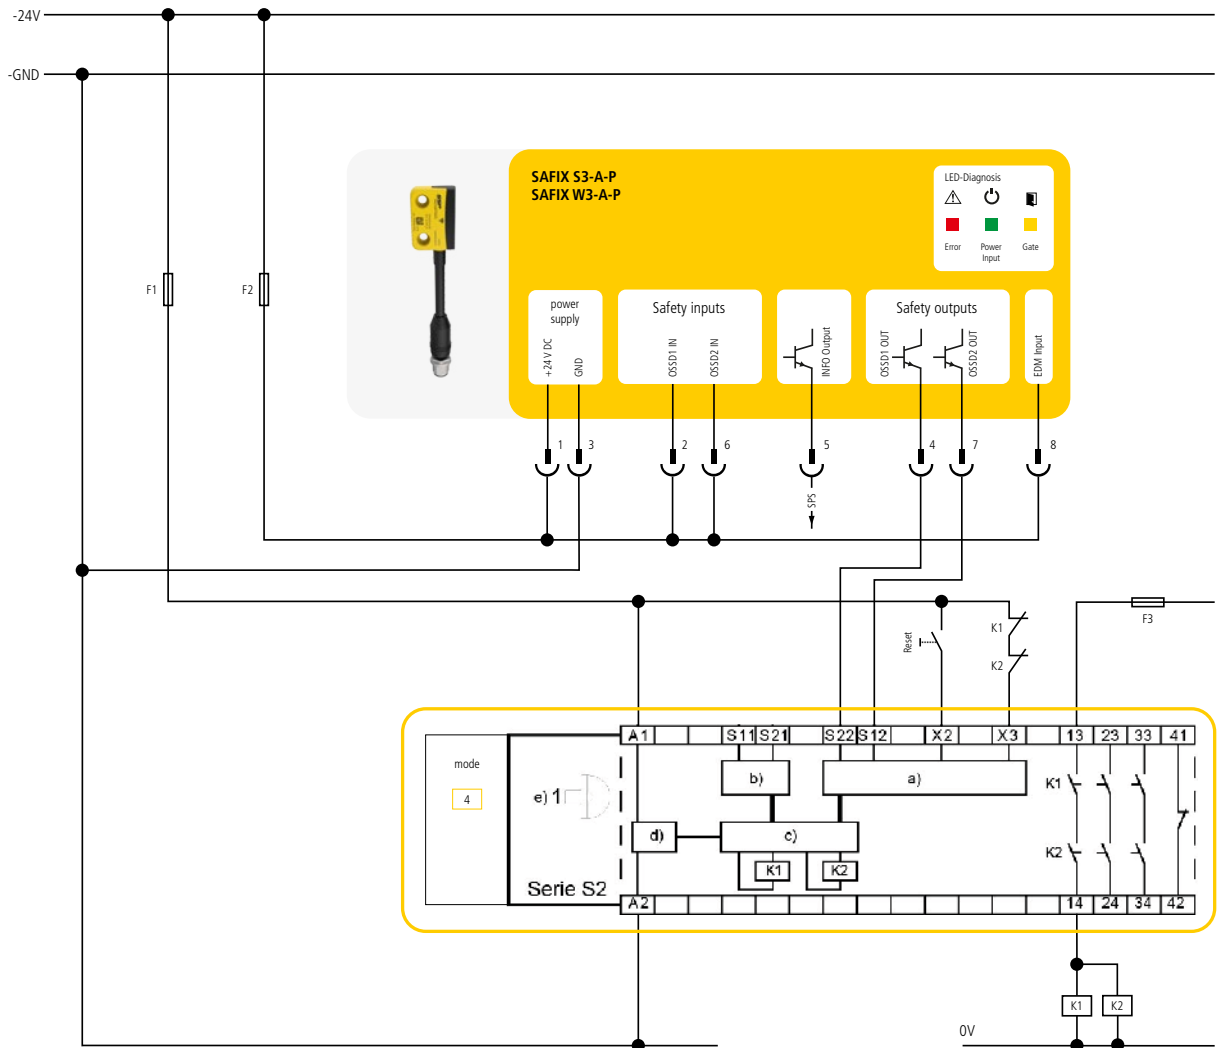 -24V
-GND
SAFIX S3-A-P
SAFIX W3-A-P
LED-Diagnosis
Error
Power
Input
Gate
F1
F2
power
supply
Safety inputs
Safety outputs
+24 V DC
GND
OSSD1 IN
OSSD2 IN
INFO Output
OSSD1 OUT
OSSD2 OUT
EDM Input
1
3
2
6
5
4
7
8
SPS
F3
Reset
K1
K2
A1
S11
S21
S22
S12
X2
X3
13
23
33
41
mode
4
e) 1
b)
a)
K1
d)
c)
K2
K1
K2
Serie S2
A2
14
24
34
42
K1
K2
0V